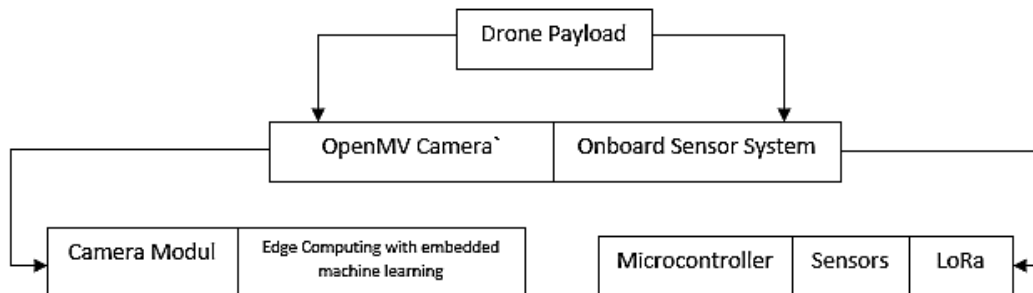 Drone Payload
OpenMV Camera`
Onboard Sensor System
Camera Modul
Edge Computing with embedded
machine learning
Microcontroller
Sensors
LoRa